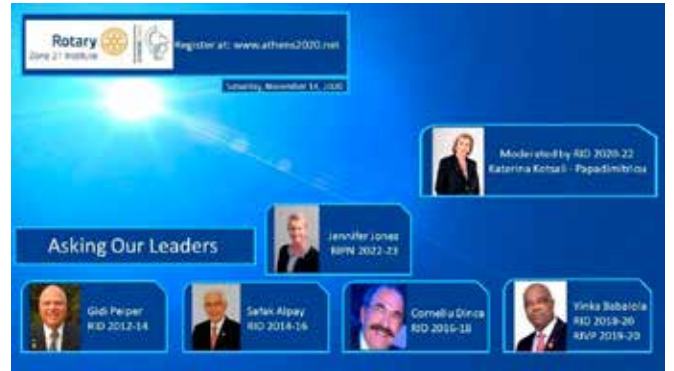 Rotary
Zone 21 Institute
Register at: www.athens2020.net
Saturday, November 14, 2020
Moderated by RID 2020-22
Katerina Kotsali - Papadimitriou
Jennifer Jones
RIPN 2022-23
Asking Our Leaders
Gidi Peiper
RID 2012-14
Safak Alpay
RID 2014-16
Corneliu Dinca
RID 2016-18
Yinka Babalola
RID 2018-20
RIVP 2019-20